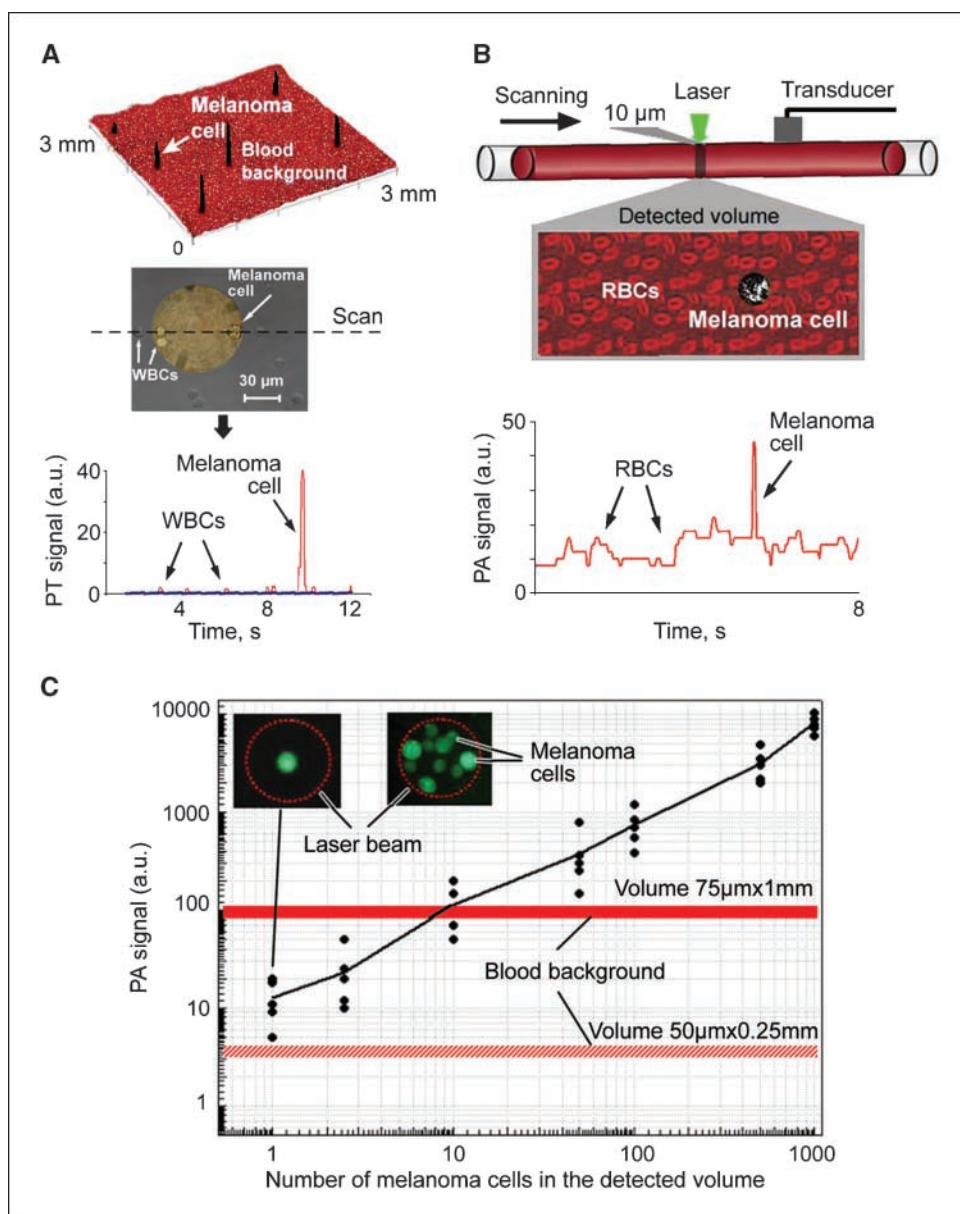 A
Melanoma
cell
3 mm
Blood
background
3 mm
0
Melanoma
cell
Scan
WBCs
30 µm
PT signal (a.u.)
40
20
0
Melanoma
cell
WBCs
4
8
12
Time, s
B
Scanning
10 µm
Laser
Transducer
Detected volume
RBCs
Melanoma cell
PA signal (a.u.)
50
0
RBCs
Melanoma
cell
8
Time, s
C
PA signal (a.u.)
10000
1000
100
10
1
Melanoma
cells
Laser beam
Volume 75µmx1mm
Blood background
Volume 50µmx0.25mm
1
10
100
1000
Number of melanoma cells in the detected volume